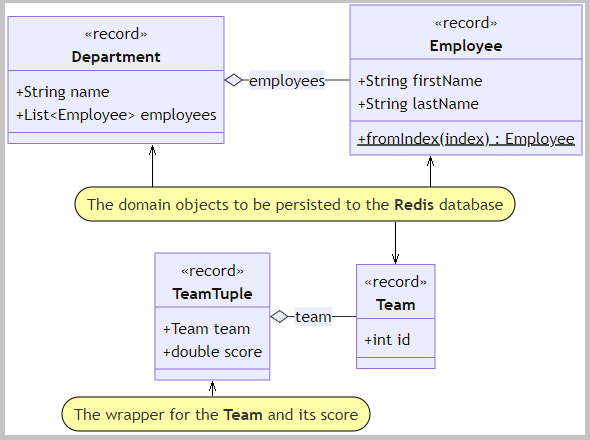 «record»
Department
+String name
+List<Employee> employees
employees
«record»
Employee
+String firstName
+String lastName
+fromIndex(index) : Employee
The domain objects to be persisted to the Redis database
«record»
TeamTuple
+Team team
+double score
team
«record»
Team
+int id
The wrapper for the Team and its score